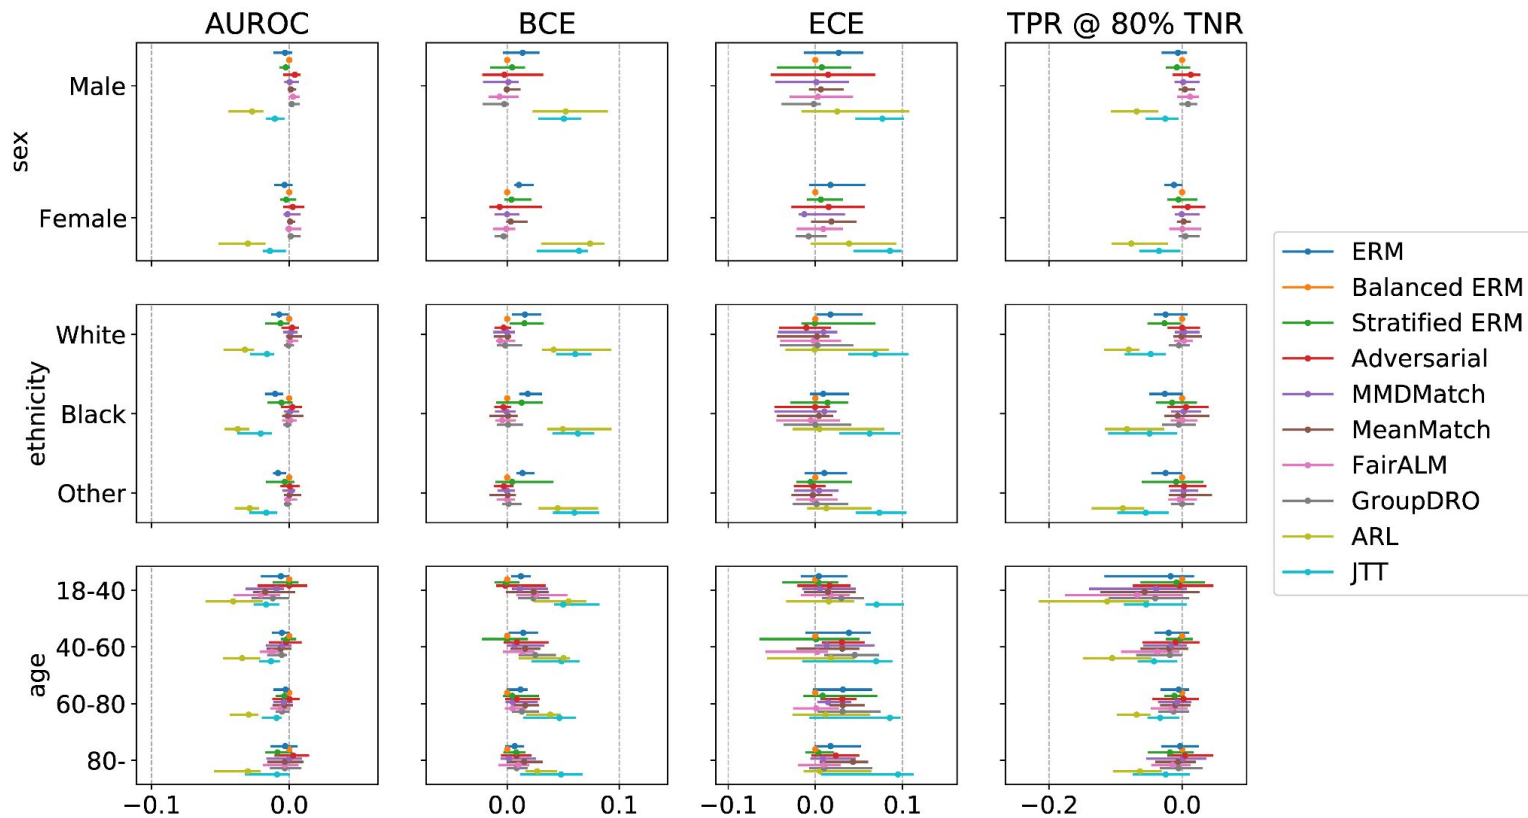 AUROC BCE ECE TPR @ 80% TNR
sex
Male
Female
ethnicity
White
Black
Other
age
18-40
40-60
60-80
80-
−0.1 0.0 0.0 0.1 −0.1 0.0 0.1 −0.2 0.0
ERM
Balanced ERM
Stratified ERM
Adversarial
MMDMatch
MeanMatch
FairALM
GroupDRO
ARL
JTT